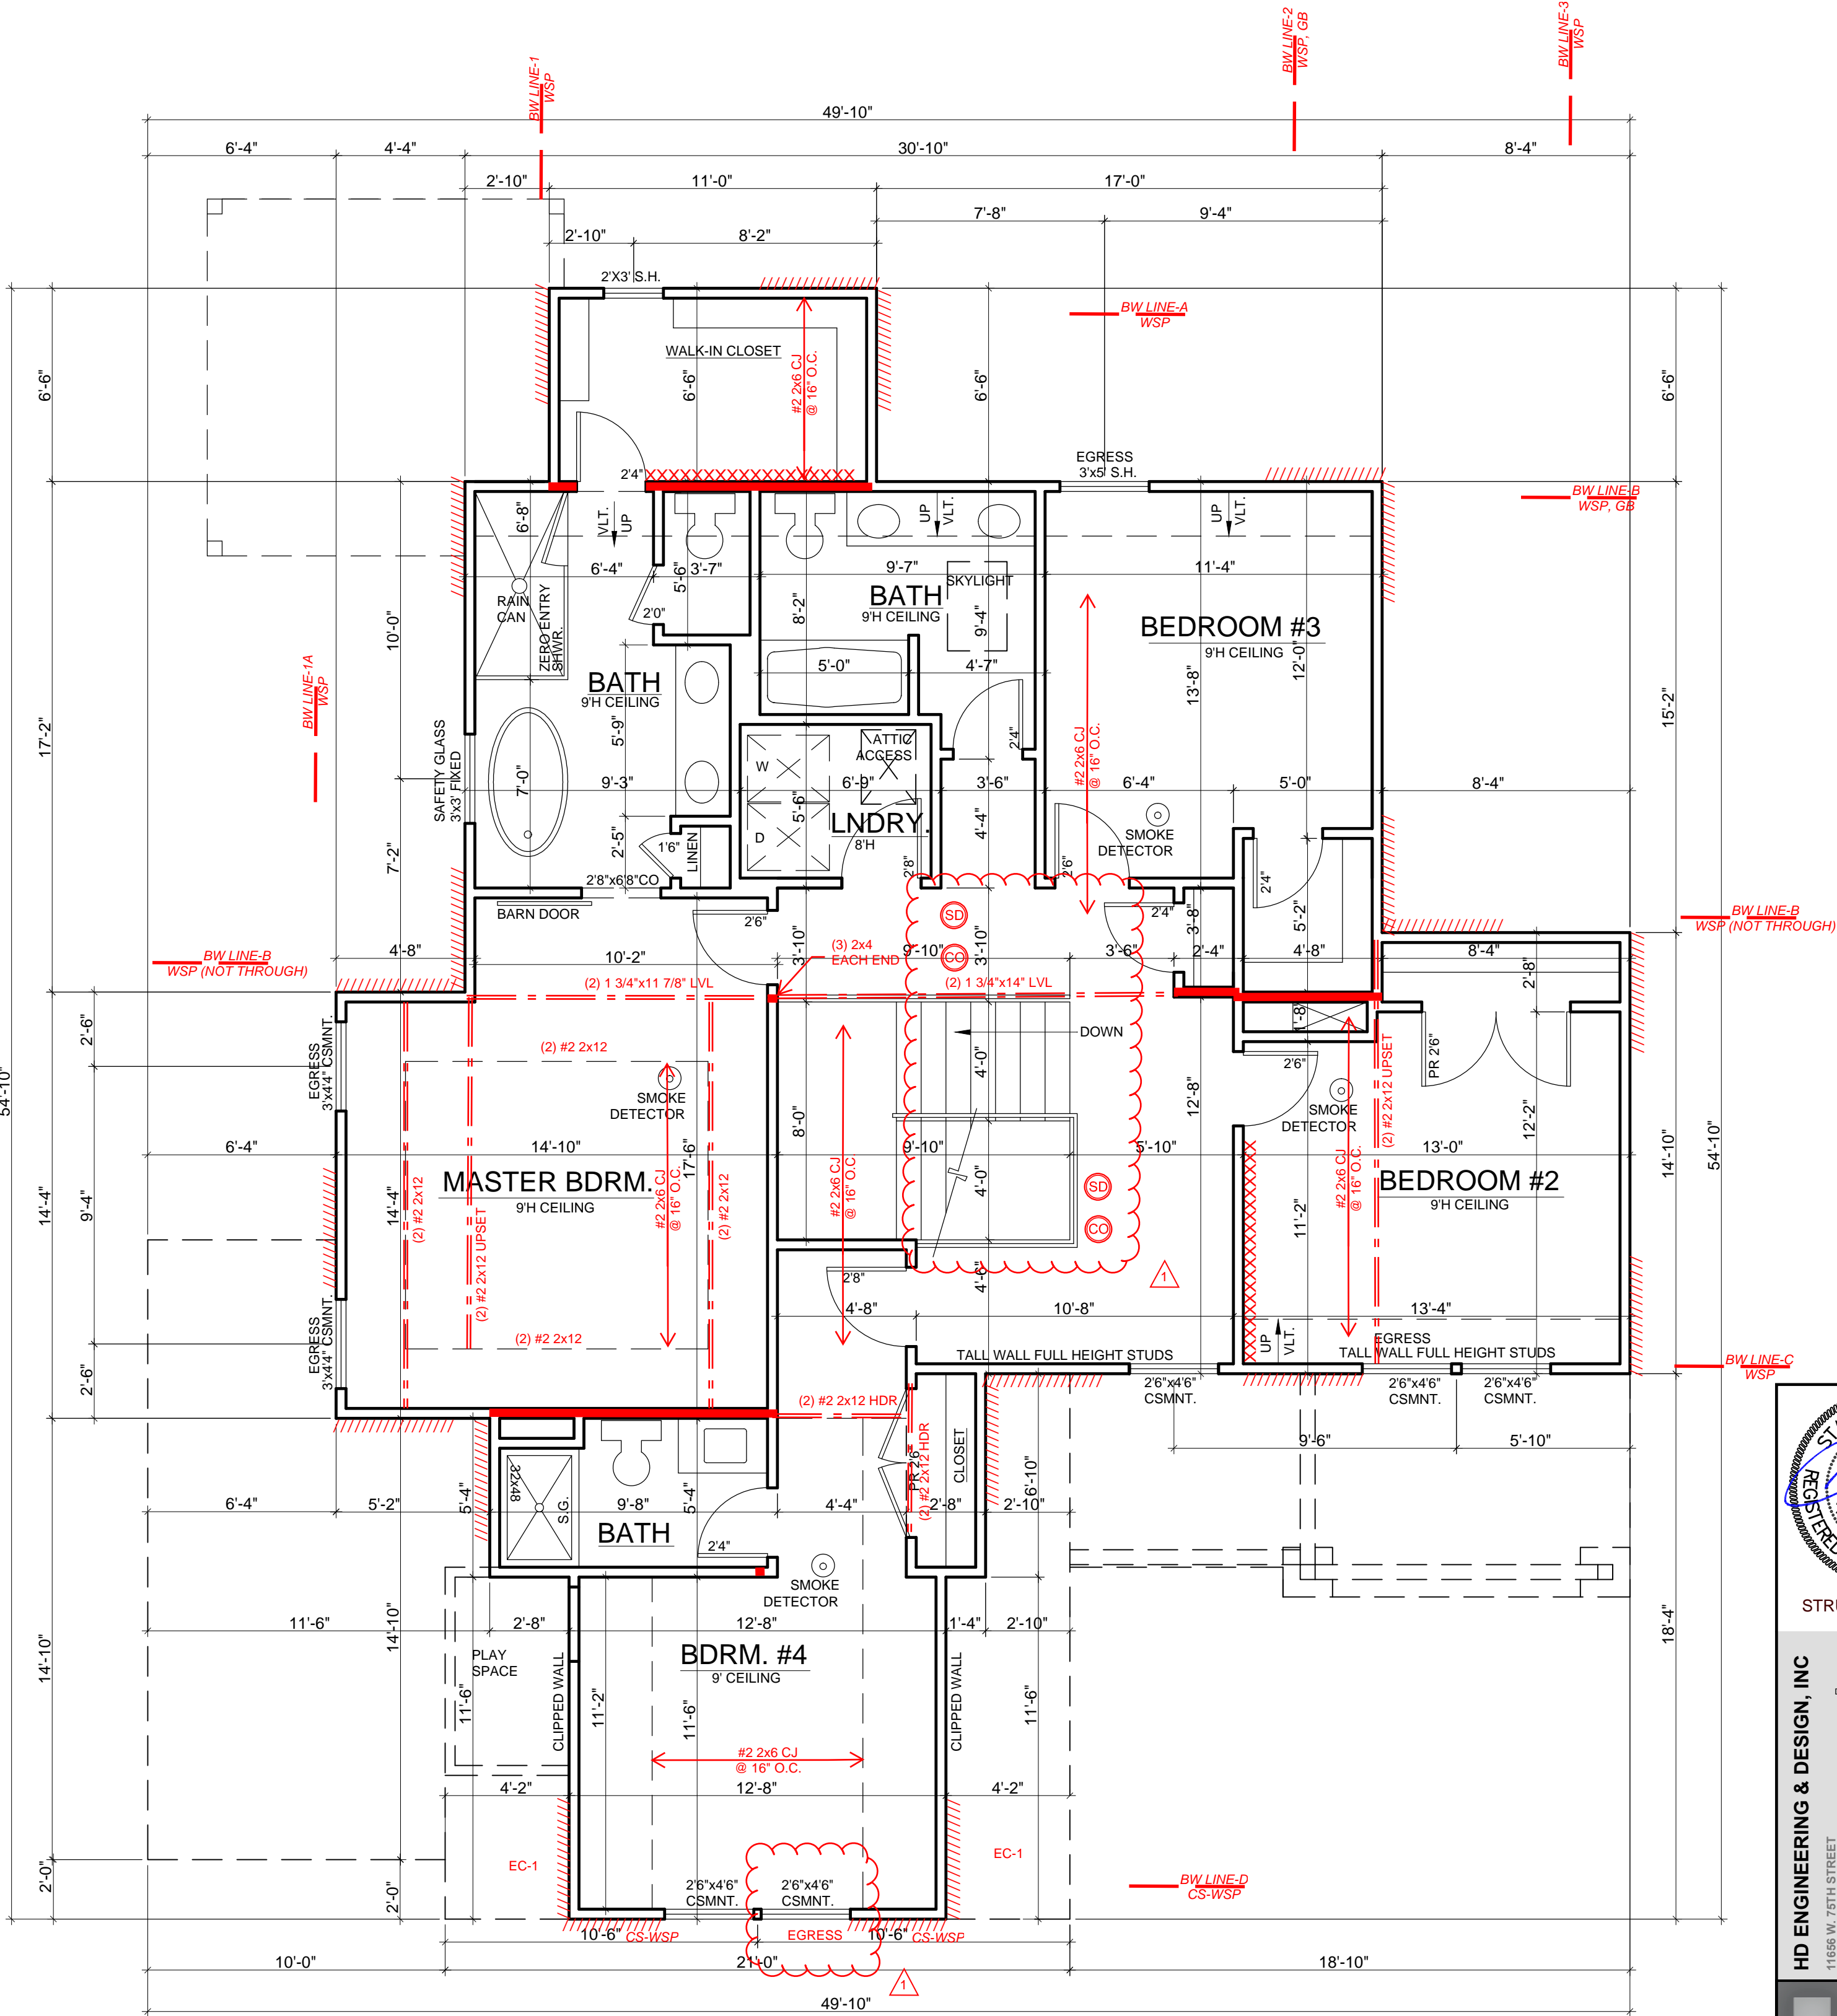 BW LINE-1
WSP
BW LINE-2
WSP, GB
BW LINE-3
WSP
49'-10"
6'-4"
4'-4"
30'-10"
8'-4"
2'-10"
11'-0"
17'-0"
7'-8"
9'-4"
2'-10"
8'-2"
2'X3' S.H.
BW LINE-A
WSP
WALK-IN CLOSET
6'-6"
6'-6"
#2 2x6 CJ
@ 16" O.C.
6'-6"
6'-6"
EGRESS
3'x5' S.H.
2'4"
BW LINE-B
WSP, GB
6'-8"
VLT.
UP
UP
VLT.
UP
VLT.
6'-4"
5'-6"
3'-7"
9'-7"
11'-4"
SKYLIGHT
RAIN
CAN
ZERO ENTRY
SHWR.
2'0"
8'-2"
BATH
9'H CEILING
9'-4"
BEDROOM #3
9'H CEILING
12'-0"
10'-0"
5'-0"
4'-7"
13'-8"
15'-2"
BATH
9'H CEILING
BW LINE-1A
WSP
17'-2"
5'-9"
SAFETY GLASS
3'x3' FIXED
7'-0"
ATTIC
ACCESS
W
2'4"
#2 2x6 CJ
@ 16" O.C.
9'-3"
6'-9"
3'-6"
6'-4"
5'-0"
8'-4"
5'-6"
LNDRY.
8'H
D
4'-4"
SMOKE
DETECTOR
7'-2"
2'-5"
1'6"
LINEN
2'8"
2'6"
2'4"
2'8"x6'8"CO
BARN DOOR
2'6"
SD
2'4"
3'-8"
5'-2"
BW LINE-B
WSP (NOT THROUGH)
BW LINE-B
WSP (NOT THROUGH)
4'-8"
10'-2"
3'-10"
(3) 2x4
EACH END
9'-10"
CO
3'-10"
3'-6"
2'-4"
4'-8"
8'-4"
2'-8"
(2) 1 3/4"x11 7/8" LVL
(2) 1 3/4"x14" LVL
2'-6"
EGRESS
3'x4'4" CSMNT.
(2) #2 2x12
DOWN
1'-8"
2'6"
PR 2'6"
SMOKE
DETECTOR
4'-0"
12'-8"
SMOKE
DETECTOR
(2) #2 2x12 UPSET
12'-2"
54'-10"
8'-0"
6'-4"
14'-10"
17'-6"
9'-10"
5'-10"
13'-0"
14'-10"
54'-10"
MASTER BDRM.
9'H CEILING
BEDROOM #2
9'H CEILING
14'-4"
9'-4"
14'-4"
(2) #2 2x12
(2) #2 2x12 UPSET
#2 2x6 CJ
@ 16" O.C.
(2) #2 2x12
#2 2x6 CJ
@ 16" O.C.
4'-0"
SD
CO
11'-2"
#2 2x6 CJ
@ 16" O.C.
1
2'8"
4'-6"
4'-8"
10'-8"
13'-4"
(2) #2 2x12
UP
VLT.
EGRESS
TALL WALL FULL HEIGHT STUDS
TALL WALL FULL HEIGHT STUDS
BW LINE-C
WSP
EGRESS
3'x4'4" CSMNT.
2'-6"
(2) #2 2x12 HDR
2'6"x4'6"
CSMNT.
2'6"x4'6"
CSMNT.
2'6"x4'6"
CSMNT.
9'-6"
5'-10"
PR 2'6"
(2) #2 2x12 HDR
CLOSET
6'-10"
32x48
S.G.
5'-4"
5'-4"
6'-4"
5'-2"
9'-8"
4'-4"
2'-8"
2'-10"
BATH
2'4"
SMOKE
DETECTOR
11'-6"
14'-10"
2'-8"
12'-8"
1'-4"
2'-10"
18'-4"
REGISTERED
BDRM. #4
9' CEILING
PLAY
SPACE
14'-10"
11'-6"
CLIPPED WALL
11'-2"
11'-6"
CLIPPED WALL
11'-6"
#2 2x6 CJ
@ 16" O.C.
4'-2"
12'-8"
4'-2"
EC-1
EC-1
2'-0"
2'-0"
2'6"x4'6"
CSMNT.
2'6"x4'6"
CSMNT.
BW LINE-D
CS-WSP
10'-6"
CS-WSP
EGRESS
10'-6"
CS-WSP
10'-0"
21'-0"
18'-10"
1
49'-10"
HD ENGINEERING & DESIGN, INC
11656 W. 75TH STREET